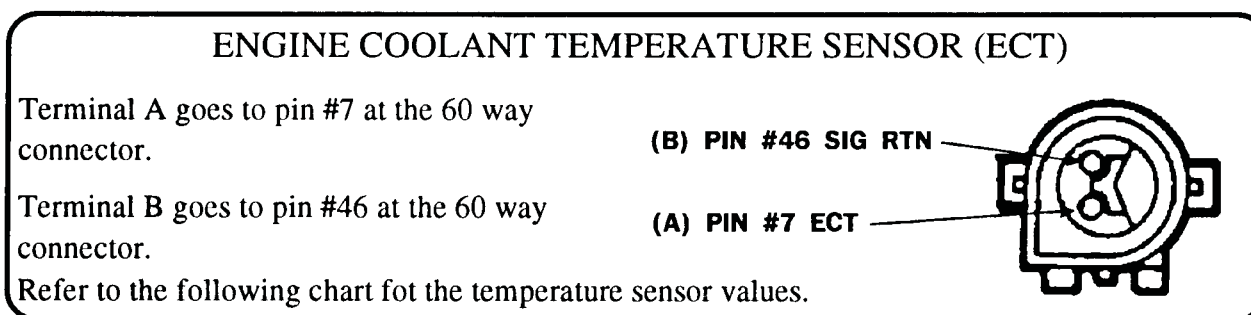 ENGINE COOLANT TEMPERATURE SENSOR (ECT)
Terminal A goes to pin #7 at the 60 way
connector.
Terminal B goes to pin #46 at the 60 way
connector.
Refer to the following chart fot the temperature sensor values.
(B) PIN #46 SIG RTN
(A) PIN #7 ECT